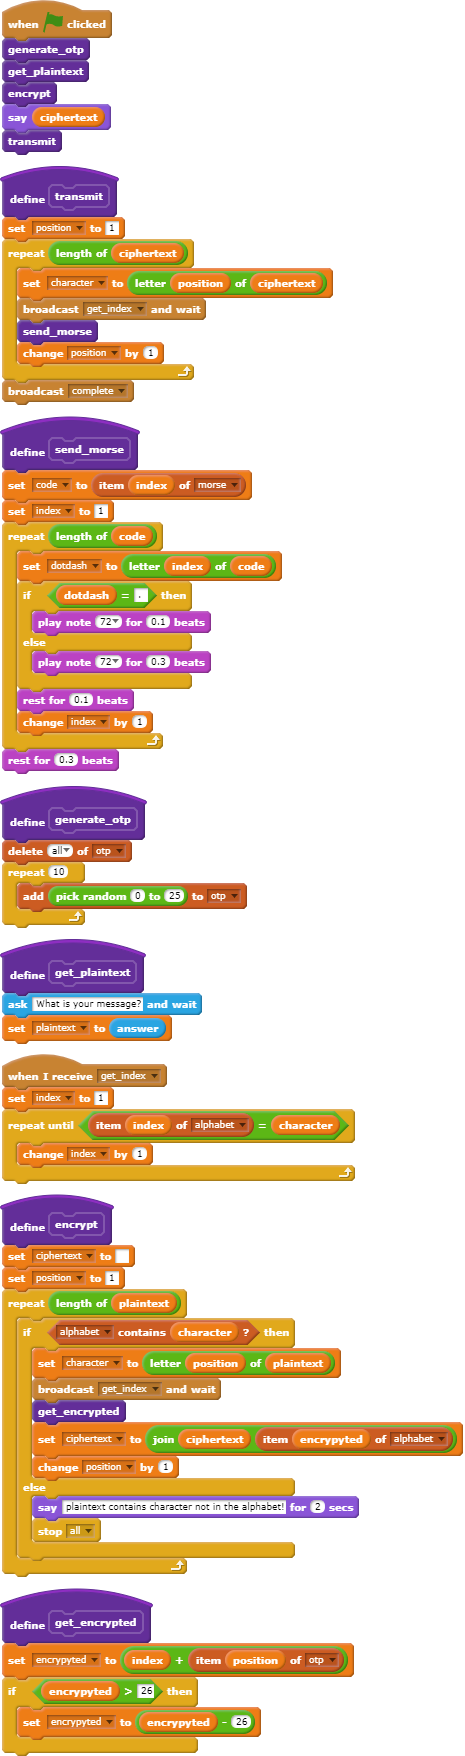 when clicked
generate_otp
get_plaintext
encrypt
say ciphertext
transmit
define transmit
set position to 1
repeat length of ciphertext
set character to letter position of ciphertext
broadcast get_index and wait
send_morse
change position by 1
broadcast complete
define send_morse
set code to item index of morse
set index to 1
repeat length of code
set dotdash to letter index of code
if dotdash = . then
play note 72 for 0.1 beats
else
play note 72 for 0.3 beats
rest for 0.1 beats
change index by 1
rest for 0.3 beats
define generate_otp
delete all of otp
repeat 10
add pick random 0 to 25 to otp
define get_plaintext
ask What is your message? and wait
set plaintext to answer
when I receive get_index
set index to 1
repeat until item index of alphabet = character
change index by 1
define encrypt
set ciphertext to
set position to 1
repeat length of plaintext
if alphabet contains character ? then
set character to letter position of plaintext
broadcast get_index and wait
get_encrypted
set ciphertext to join ciphertext item encrypyted of alphabet
change position by 1
else
say plaintext contains character not in the alphabet! for 2 secs
stop all
define get_encrypted
set encrypyted to index + item position of otp
if encrypyted > 26 then
set encrypyted to encrypyted - 26